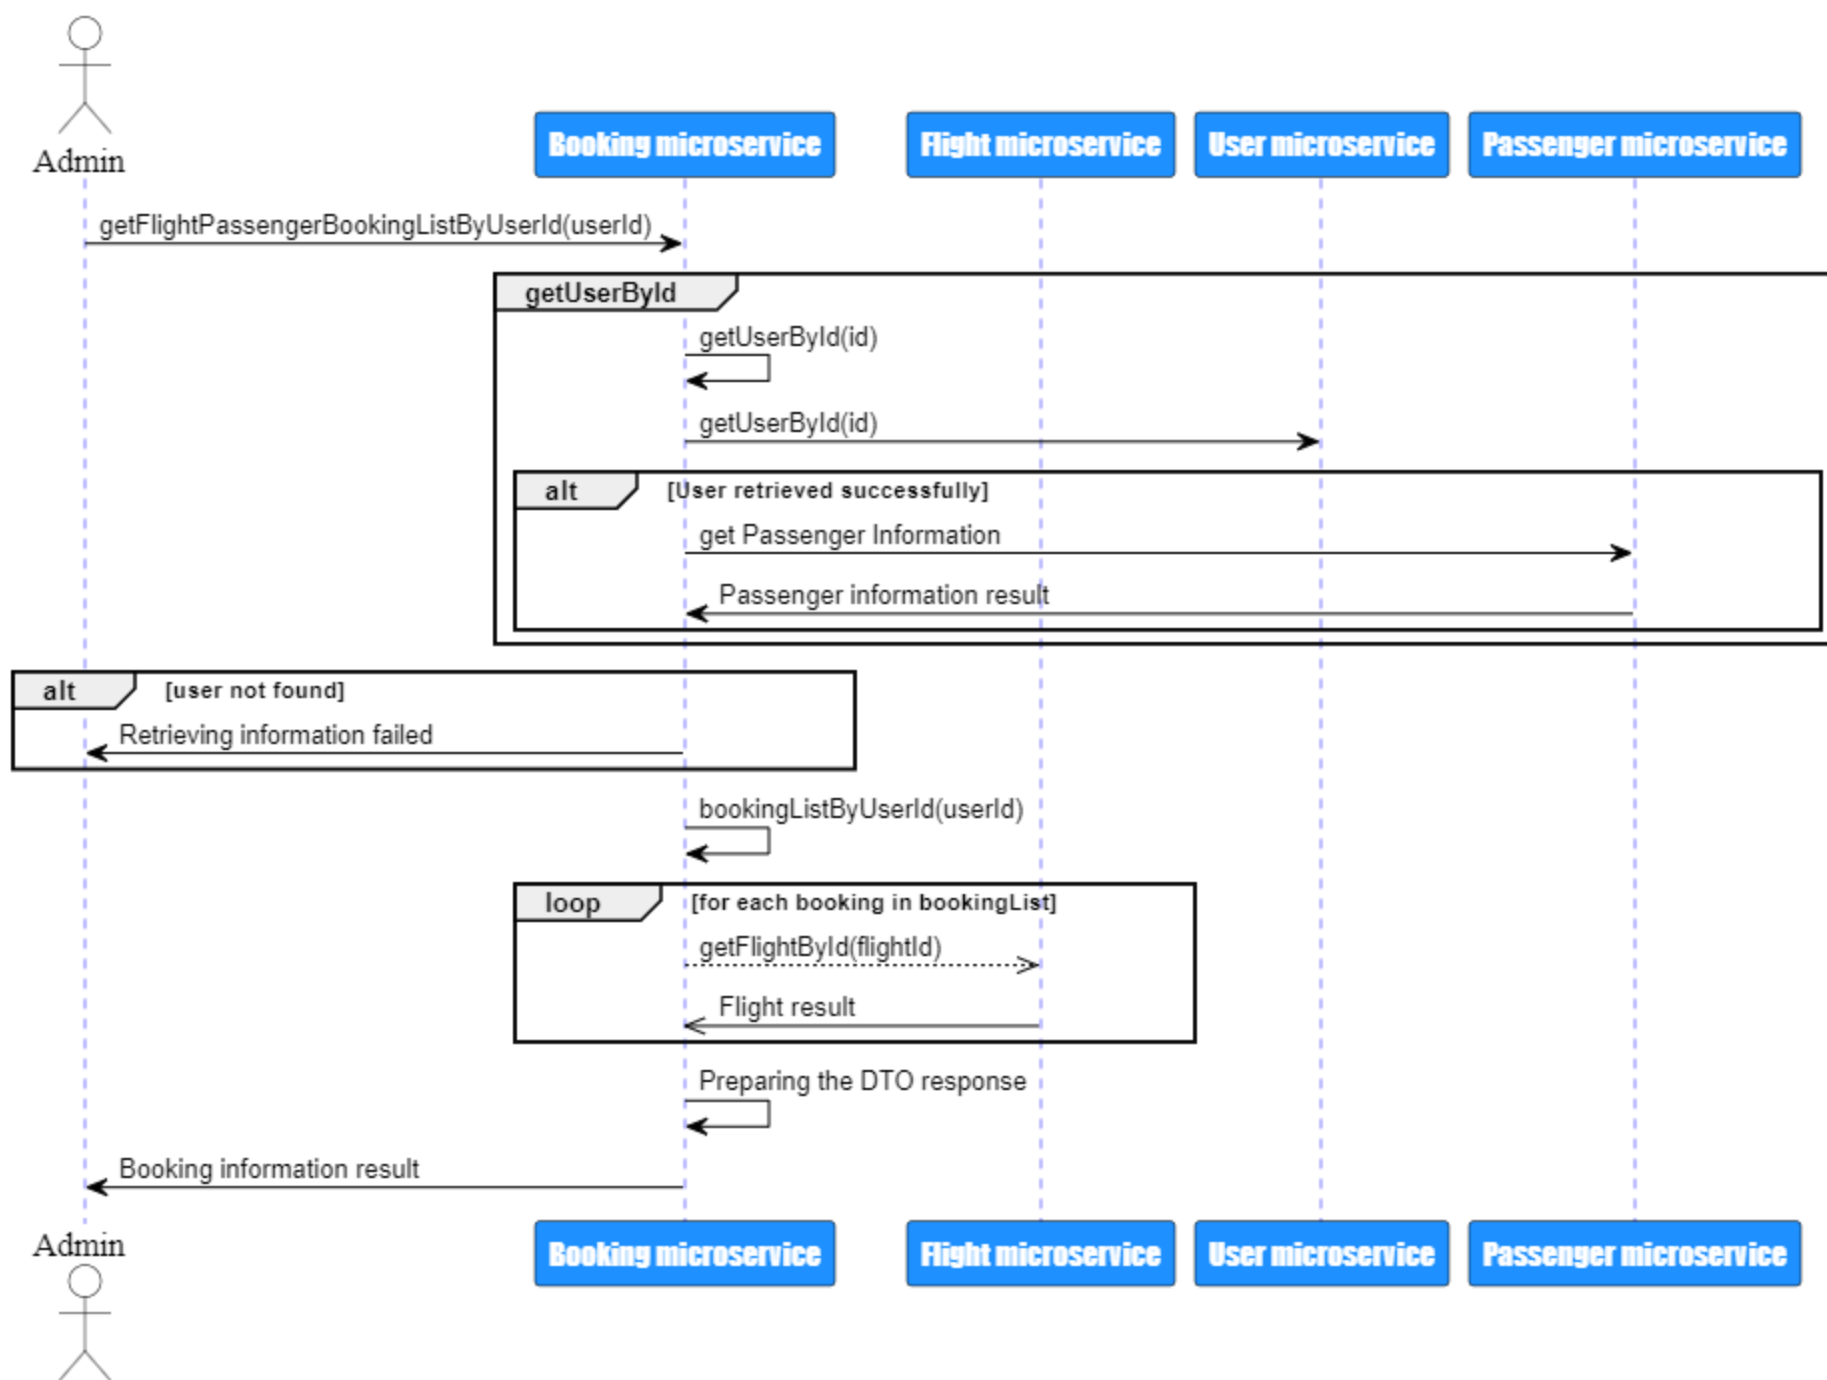 Admin
Booking microservice
Flight microservice
User microservice
Passenger microservice
getFlightPassengerBookingListByUserId(userId)
getUserById
getUserById(id)
getUserById(id)
alt
[User retrieved successfully]
get Passenger Information
Passenger information result
alt
[user not found]
Retrieving information failed
bookingListByUserId(userId)
loop
[for each booking in bookingList]
getFlightById(flightId)
Flight result
Preparing the DTO response
Booking information result
Admin
Booking microservice
Flight microservice
User microservice
Passenger microservice